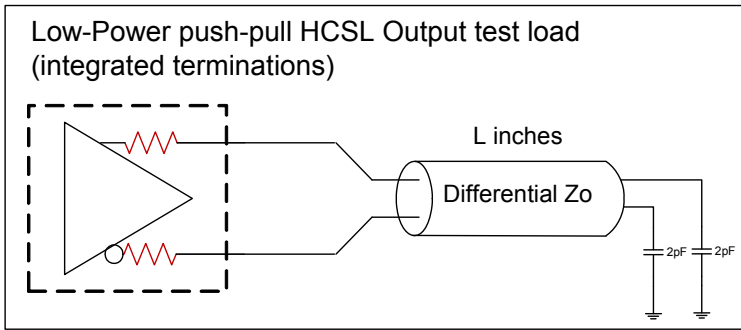 Low-Power push-pull HCSL Output test load
(integrated terminations)
L inches
Differential Zo
2pF 2pF